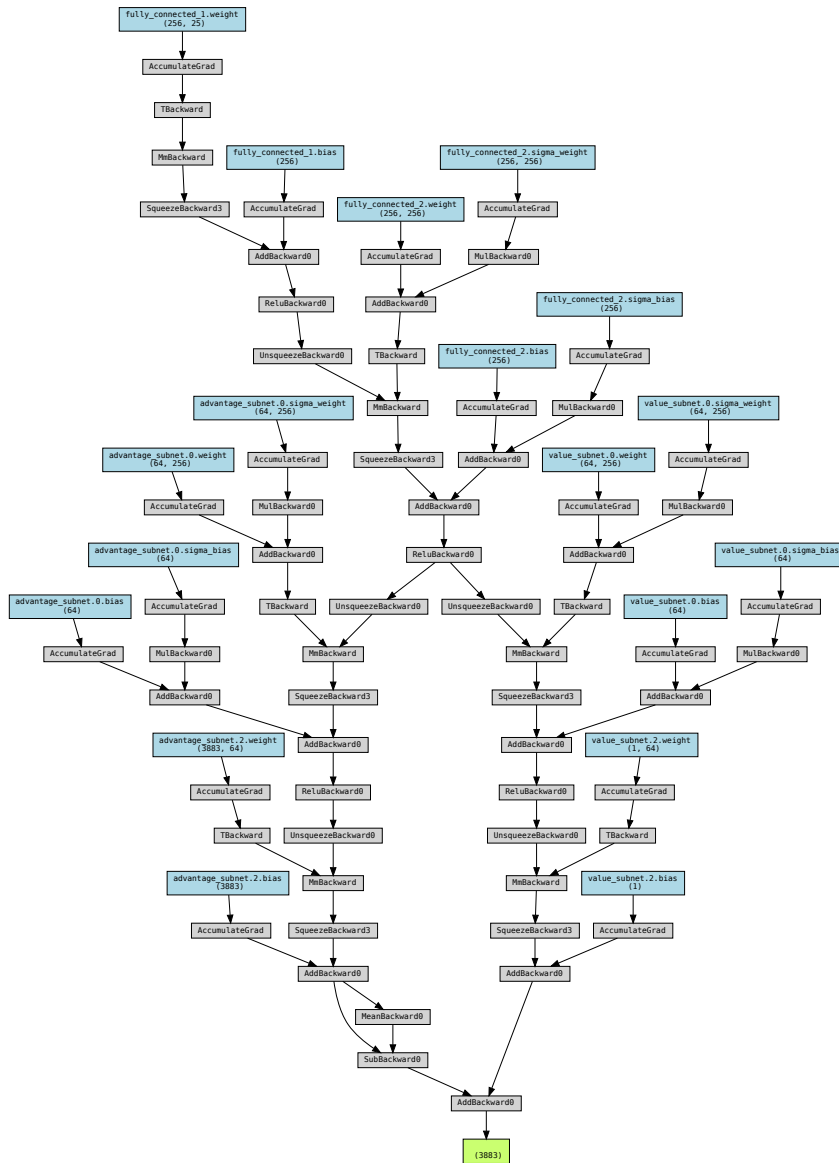 fully_connected_1.weight
(256, 25)
AccumulateGrad
TBackward
MmBackward
fully_connected_1.bias
(256)
fully_connected_2.sigma_weight
(256, 256)
SqueezeBackward3
AccumulateGrad
fully_connected_2.weight
(256, 256)
AccumulateGrad
AddBackward0
AccumulateGrad
MulBackward0
ReluBackward0
AddBackward0
fully_connected_2.sigma_bias
(256)
UnsqueezeBackward0
TBackward
fully_connected_2.bias
(256)
AccumulateGrad
advantage_subnet.0.sigma_weight
(64, 256)
MmBackward
AccumulateGrad
MulBackward0
value_subnet.0.sigma_weight
(64, 256)
advantage_subnet.0.weight
(64, 256)
AccumulateGrad
SqueezeBackward3
AddBackward0
value_subnet.0.weight
(64, 256)
AccumulateGrad
AccumulateGrad
MulBackward0
AddBackward0
AccumulateGrad
MulBackward0
advantage_subnet.0.sigma_bias
(64)
AddBackward0
ReluBackward0
AddBackward0
value_subnet.0.sigma_bias
(64)
advantage_subnet.0.bias
(64)
AccumulateGrad
TBackward
UnsqueezeBackward0
UnsqueezeBackward0
TBackward
value_subnet.0.bias
(64)
AccumulateGrad
AccumulateGrad
MulBackward0
MmBackward
MmBackward
AccumulateGrad
MulBackward0
AddBackward0
SqueezeBackward3
SqueezeBackward3
AddBackward0
advantage_subnet.2.weight
(3883, 64)
AddBackward0
AddBackward0
value_subnet.2.weight
(1, 64)
AccumulateGrad
ReluBackward0
ReluBackward0
AccumulateGrad
TBackward
UnsqueezeBackward0
UnsqueezeBackward0
TBackward
advantage_subnet.2.bias
(3883)
MmBackward
MmBackward
value_subnet.2.bias
(1)
AccumulateGrad
SqueezeBackward3
SqueezeBackward3
AccumulateGrad
AddBackward0
AddBackward0
MeanBackward0
SubBackward0
AddBackward0
(3883)